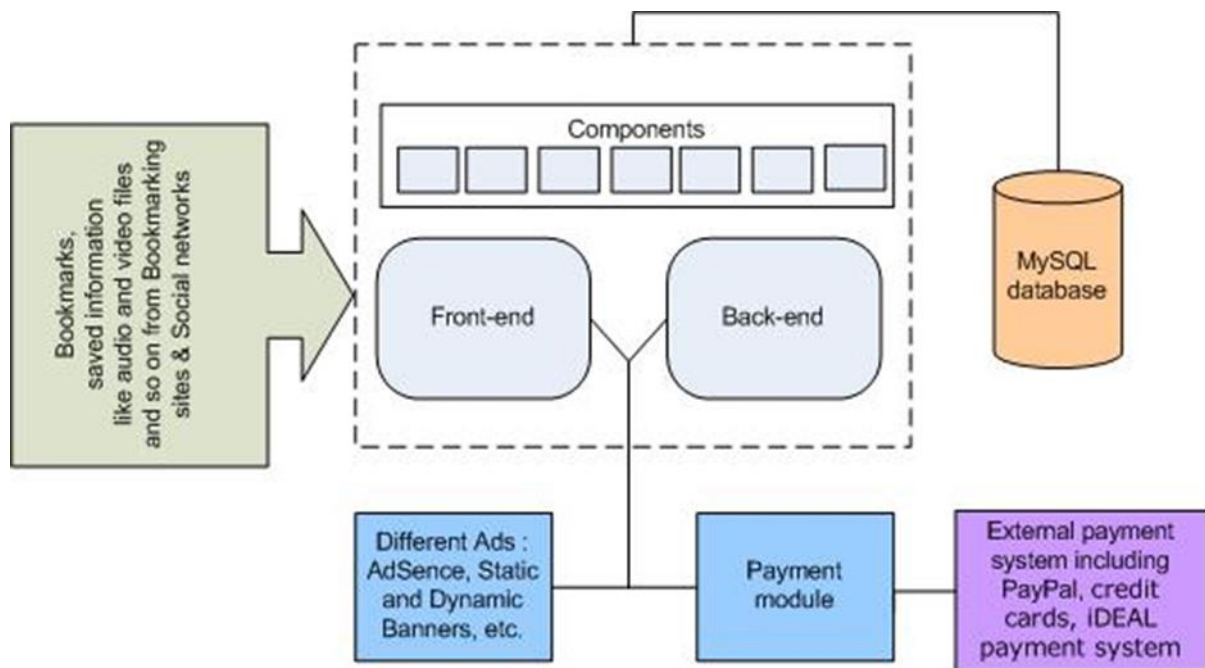 Bookmarks,
saved information
like audio and video files
and so on from Bookmarking
sites & Social networks
Components
Front-end
Back-end
MySQL
database
Different Ads :
AdSence, Static
and Dynamic
Banners, etc.
Payment
module
External payment
system including
PayPal, credit
cards, iDEAL
payment system